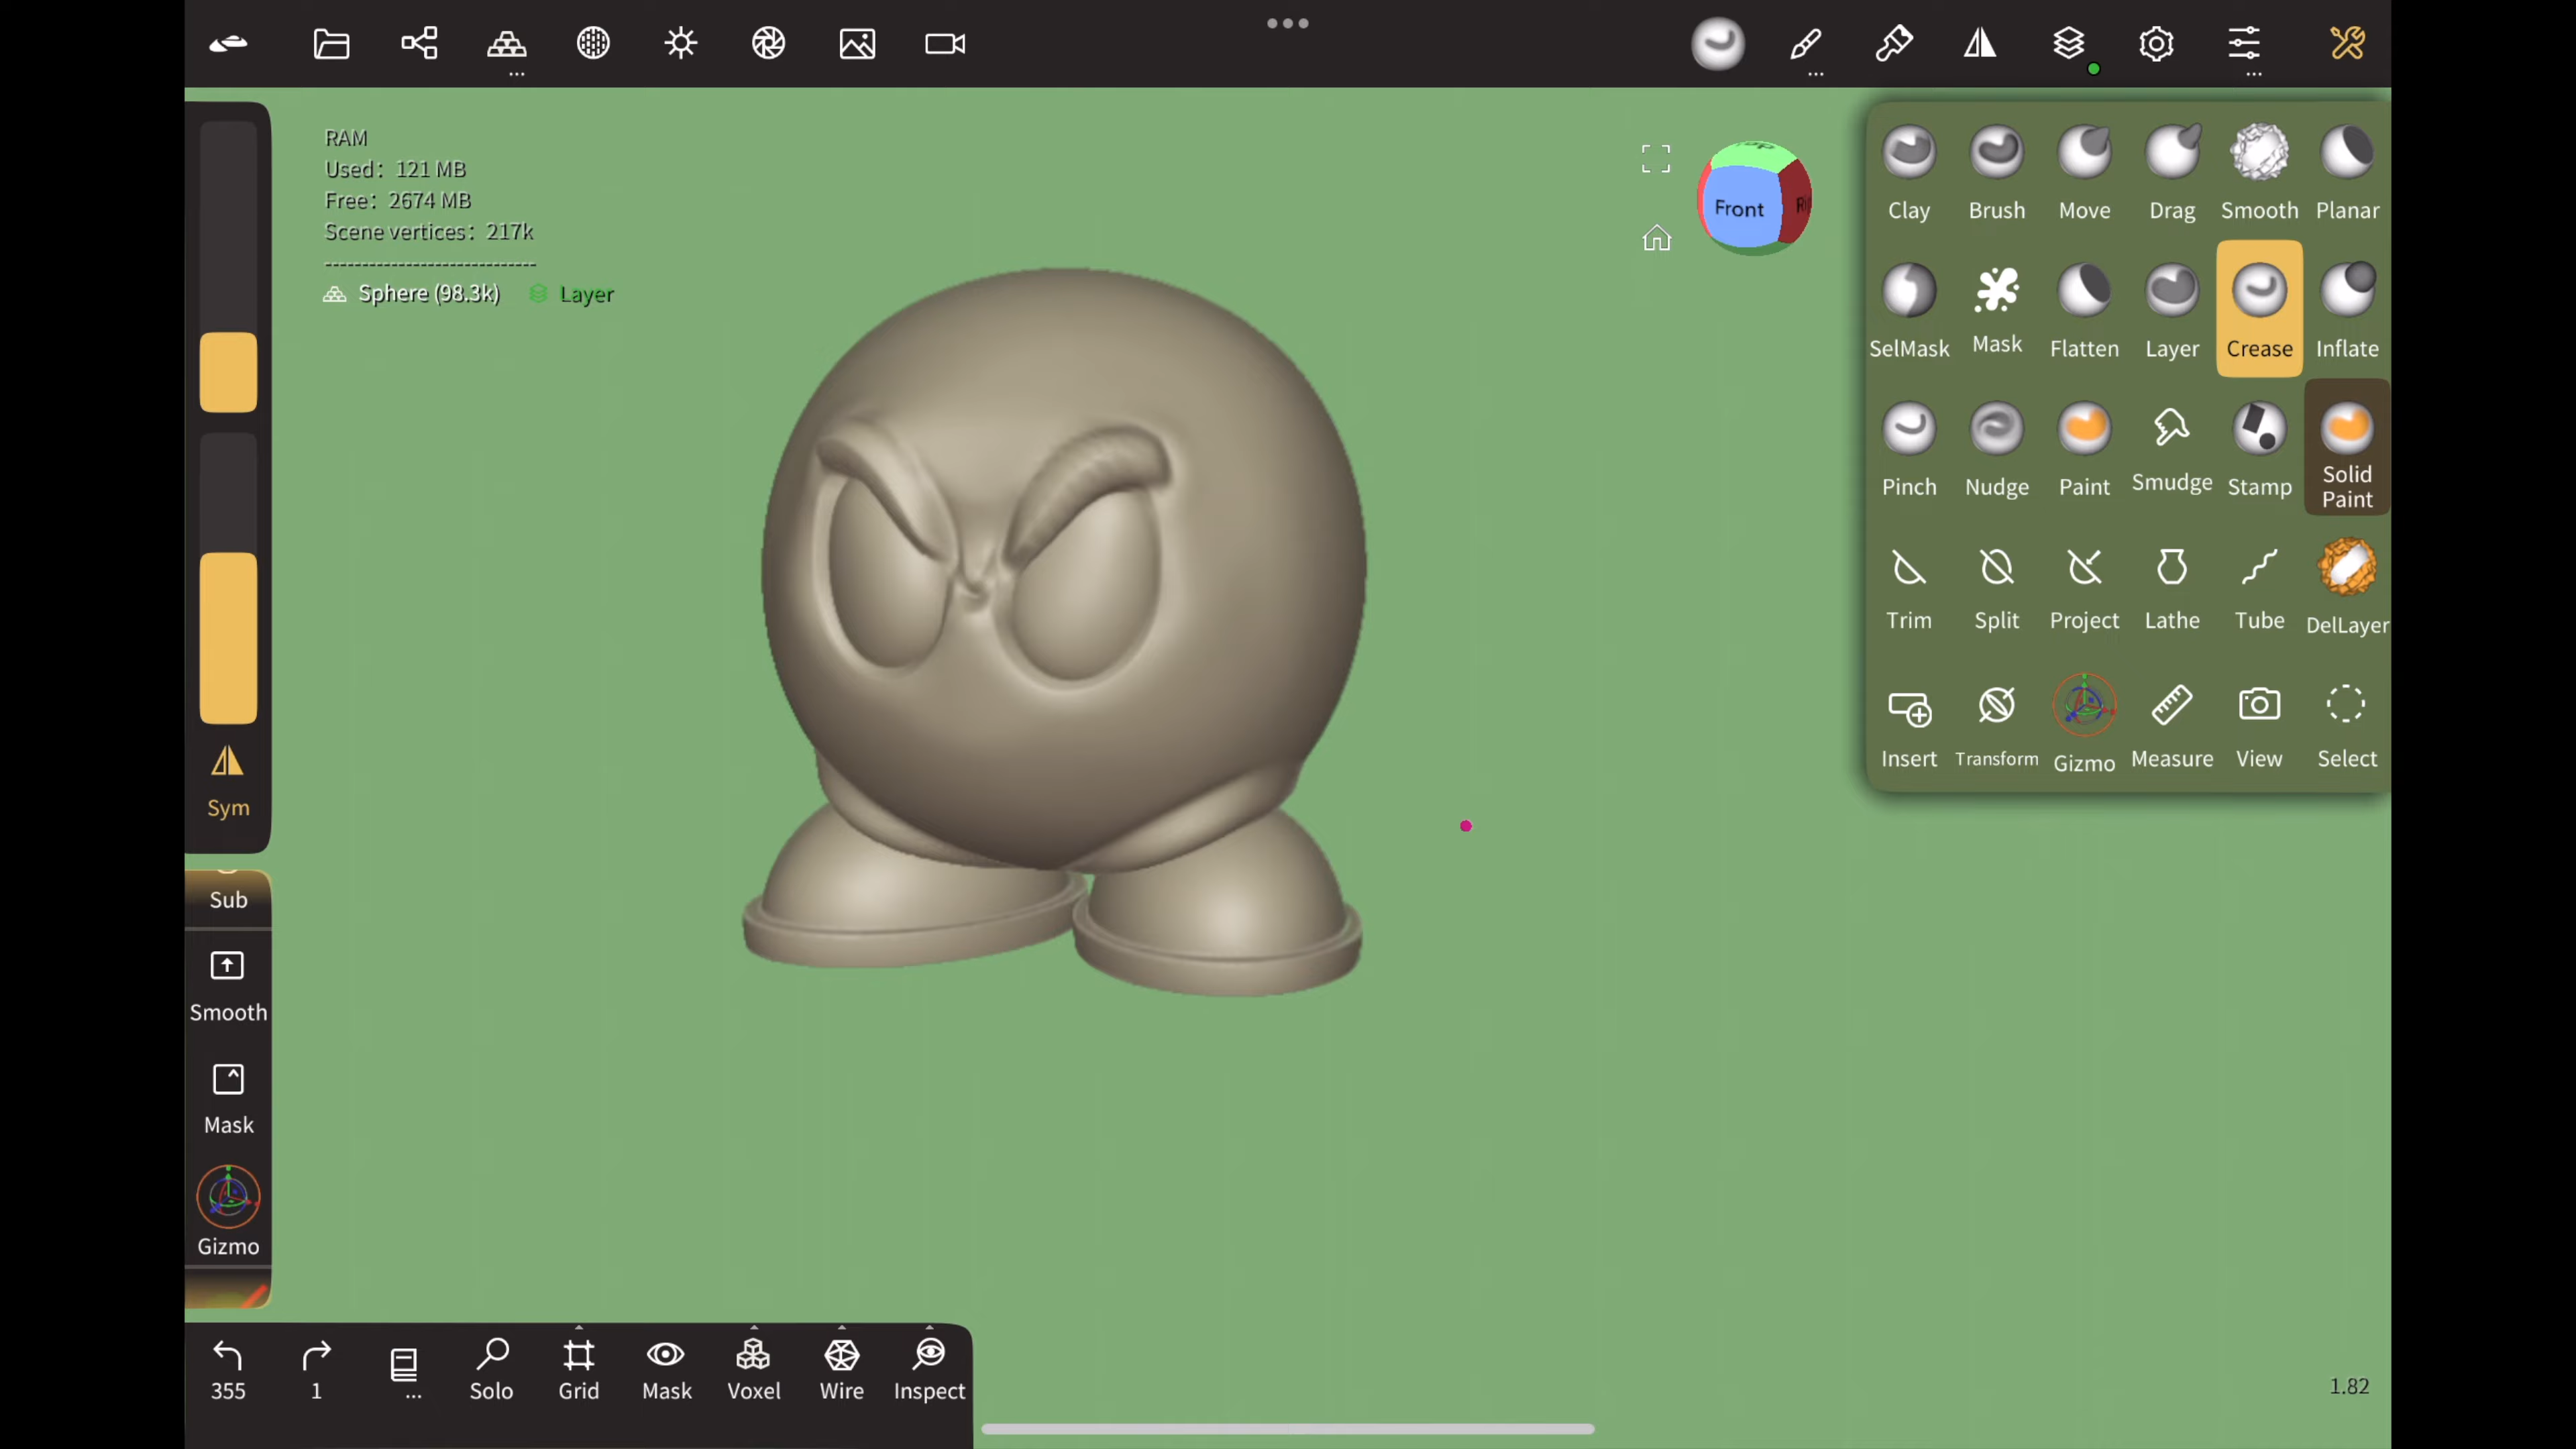 RAM
Used: 121 MB
Free: 2674 MB
Scene vertices: 217k
-----------------------------
Sphere (98.3k) Layer
Top
Front
Clay Brush Move Drag Smooth Planar
SelMask Mask Flatten Layer Crease Inflate
Pinch Nudge Paint Smudge Stamp Solid
Paint
Trim Split Project Lathe Tube DelLayer
Insert Transform Gizmo Measure View Select
Sym
Sub
Smooth
Mask
Gizmo
355 1 ... Solo Grid Mask Voxel Wire Inspect
1.82